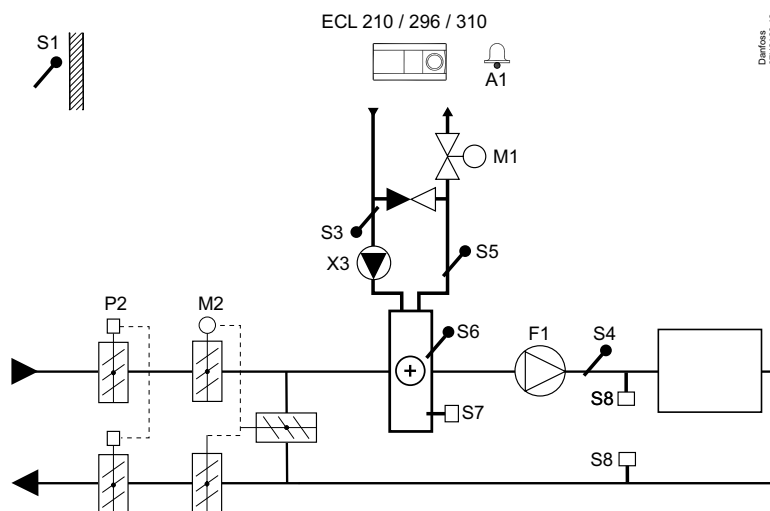 ECL 210 / 296 / 310
S1
A1
Danfoss
M1
S3
S5
X3
P2
M2
S6
F1
S4
S8
S7
S8